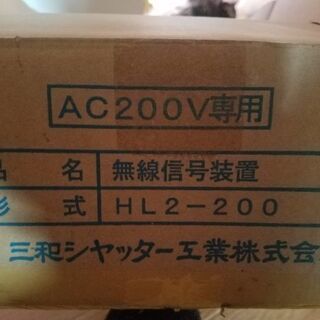 AC200V専用
品 名 無線信号装置
形 式 HL2-200
三和シヤッター工業株式会